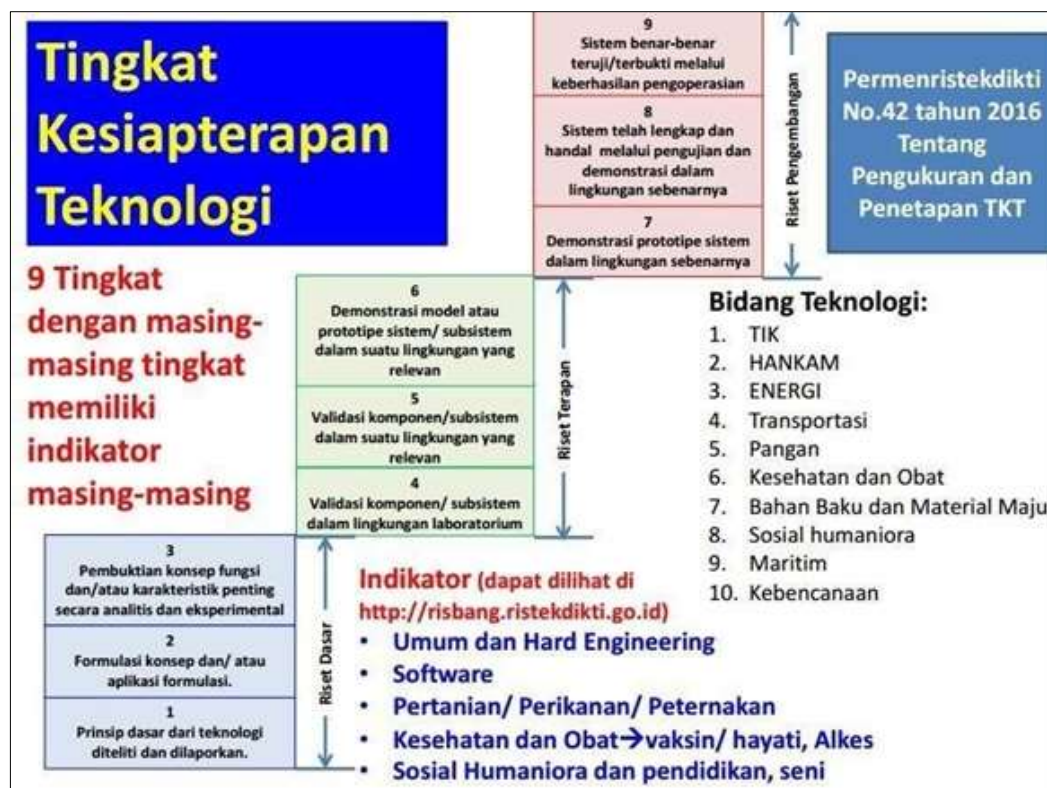 Tingkat
Kesiapterapan
Teknologi
9 Tingkat
dengan masing-
masing tingkat
memiliki
indikator
masing-masing
9
Sistem benar-benar
teruji/terbukti melalui
keberhasilan pengoperasian
8
Sistem telah lengkap dan
handal melalui pengujian dan
demonstrasi dalam
lingkungan sebenarnya
7
Demonstrasi prototipe sistem
dalam lingkungan sebenarnya
Riset Pengembangan
Permenristekdikti
No.42 tahun 2016
Tentang
Pengukuran dan
Penetapan TKT
6
Demonstrasi model atau
prototipe sistem/ subsistem
dalam suatu lingkungan yang
relevan
5
Validasi komponen/subsistem
dalam suatu lingkungan yang
relevan
4
Validasi komponen/ subsistem
dalam lingkungan laboratorium
Riset Terapan
Bidang Teknologi:
1. TIK
2. HANKAM
3. ENERGI
4. Transportasi
5. Pangan
6. Kesehatan dan Obat
7. Bahan Baku dan Material Maju
8. Sosial humaniora
9. Maritim
10. Kebencanaan
3
Pembuktian konsep fungsi
dan/atau karakteristik penting
secara analitis dan eksperimental
2
Formulasi konsep dan/ atau
aplikasi formulasi.
1
Prinsip dasar dari teknologi
diteliti dan dilaporkan.
Riset Dasar
Indikator (dapat dilihat di
http://risbang.ristekdikti.go.id)
• Umum dan Hard Engineering
• Software
• Pertanian/ Perikanan/ Peternakan
• Kesehatan dan Obat→vaksin/ hayati, Alkes
• Sosial Humaniora dan pendidikan, seni